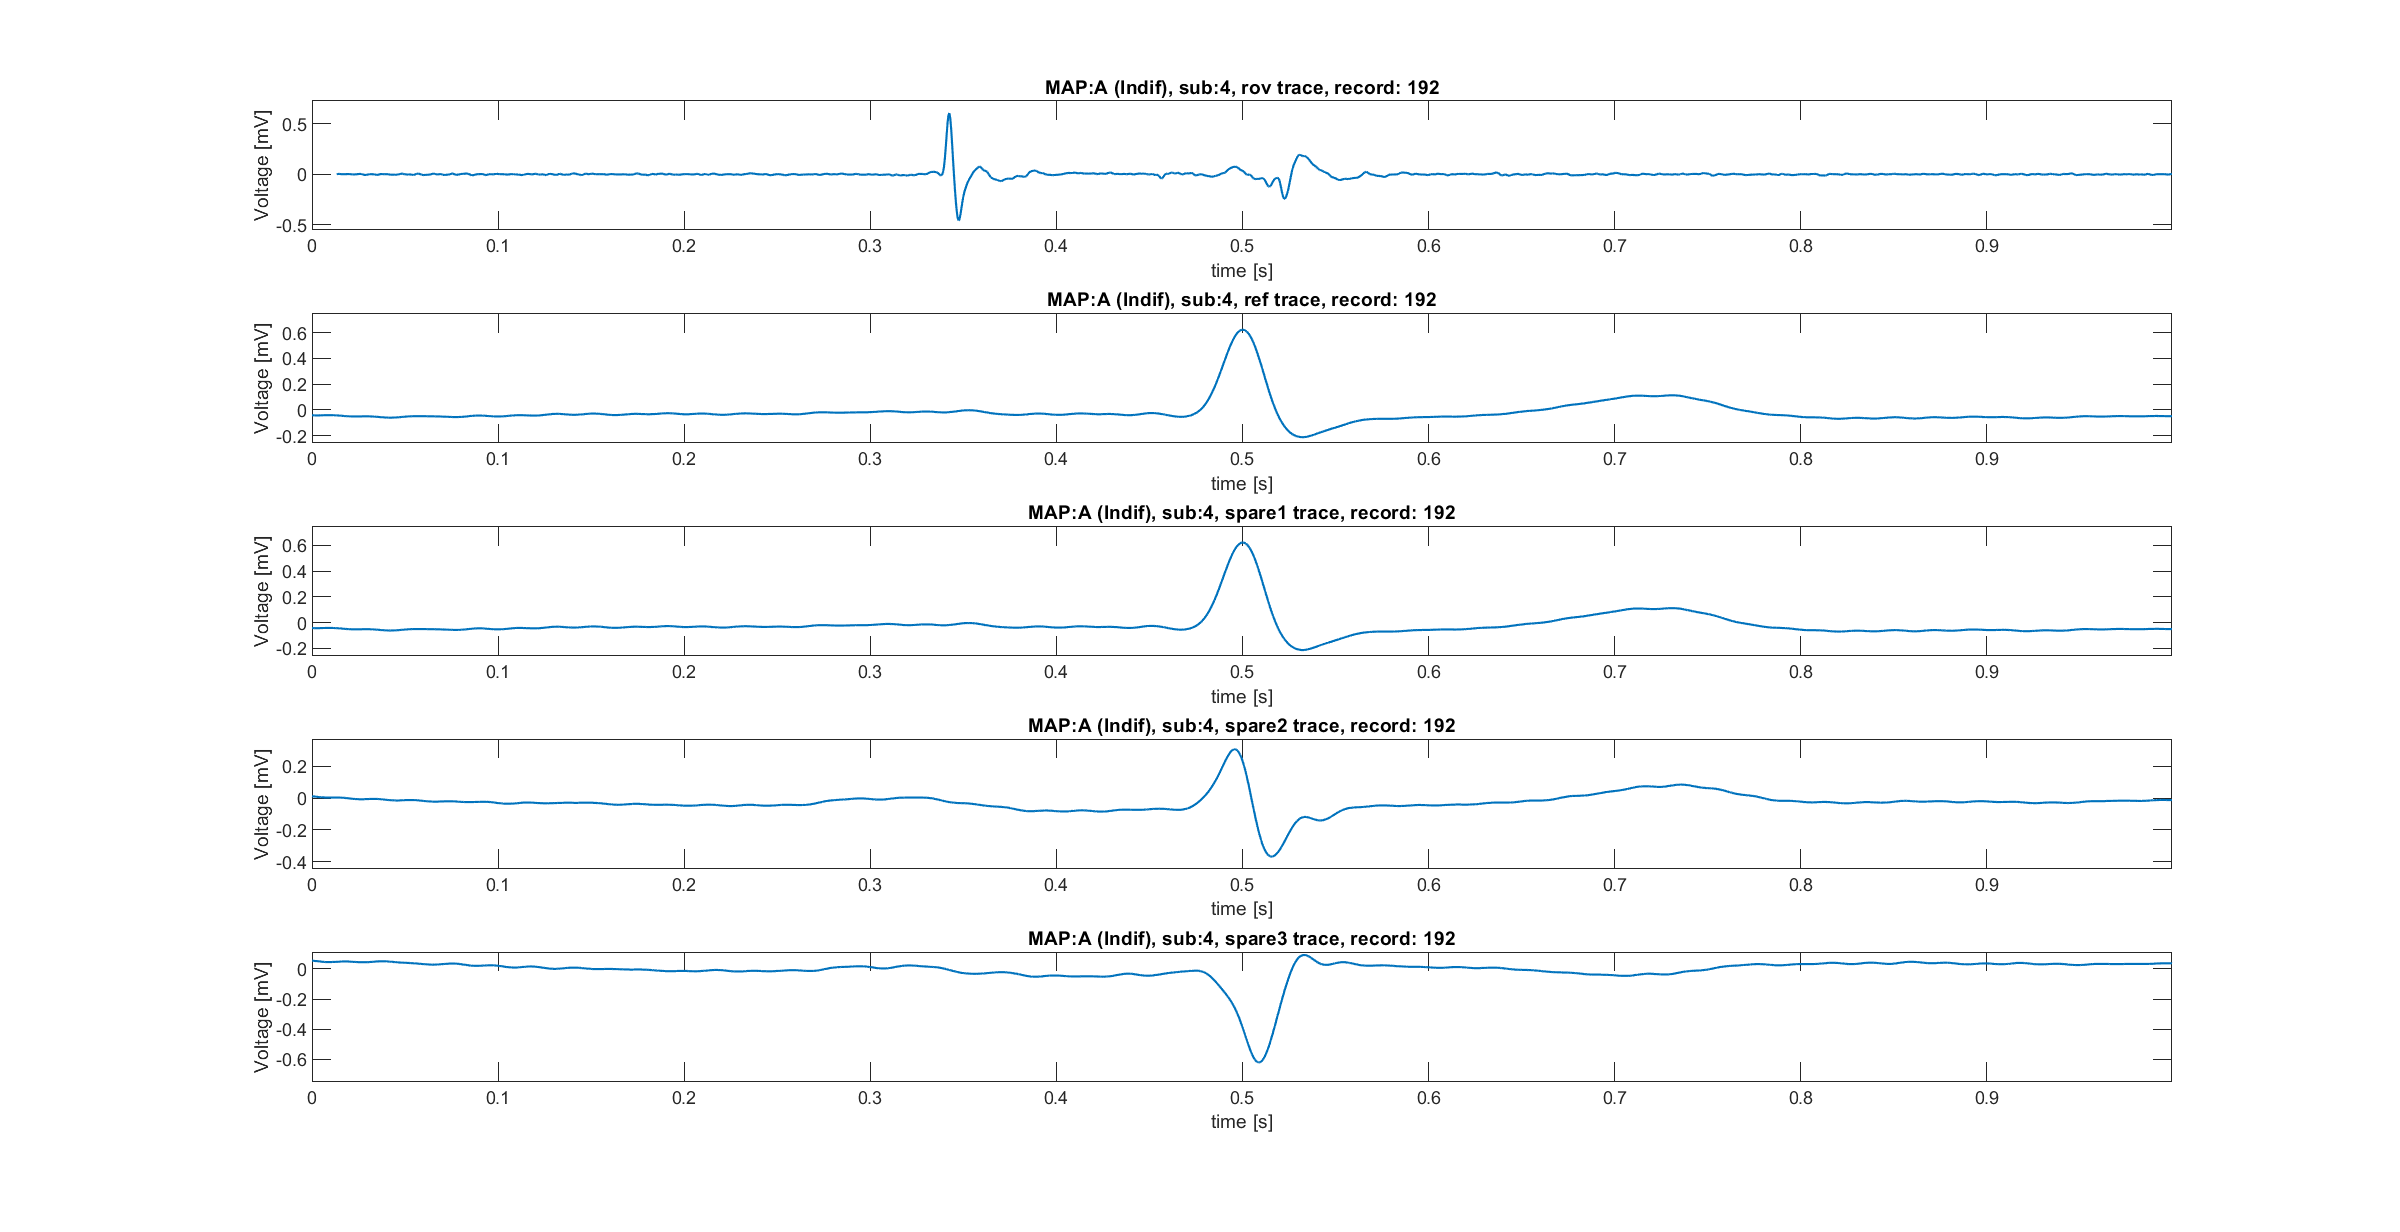 MAP:A (Indif), sub:4, rov trace, record: 192
Voltage [mV]
0.5
0
-0.5
0 0.1 0.2 0.3 0.4 0.5 0.6 0.7 0.8 0.9
time [s]
MAP:A (Indif), sub:4, ref trace, record: 192
Voltage [mV]
0.6
0.4
0.2
0
-0.2
0 0.1 0.2 0.3 0.4 0.5 0.6 0.7 0.8 0.9
time [s]
MAP:A (Indif), sub:4, spare1 trace, record: 192
Voltage [mV]
0.6
0.4
0.2
0
-0.2
0 0.1 0.2 0.3 0.4 0.5 0.6 0.7 0.8 0.9
time [s]
MAP:A (Indif), sub:4, spare2 trace, record: 192
Voltage [mV]
0.2
0
-0.2
-0.4
0 0.1 0.2 0.3 0.4 0.5 0.6 0.7 0.8 0.9
time [s]
MAP:A (Indif), sub:4, spare3 trace, record: 192
Voltage [mV]
0
-0.2
-0.4
-0.6
0 0.1 0.2 0.3 0.4 0.5 0.6 0.7 0.8 0.9
time [s]